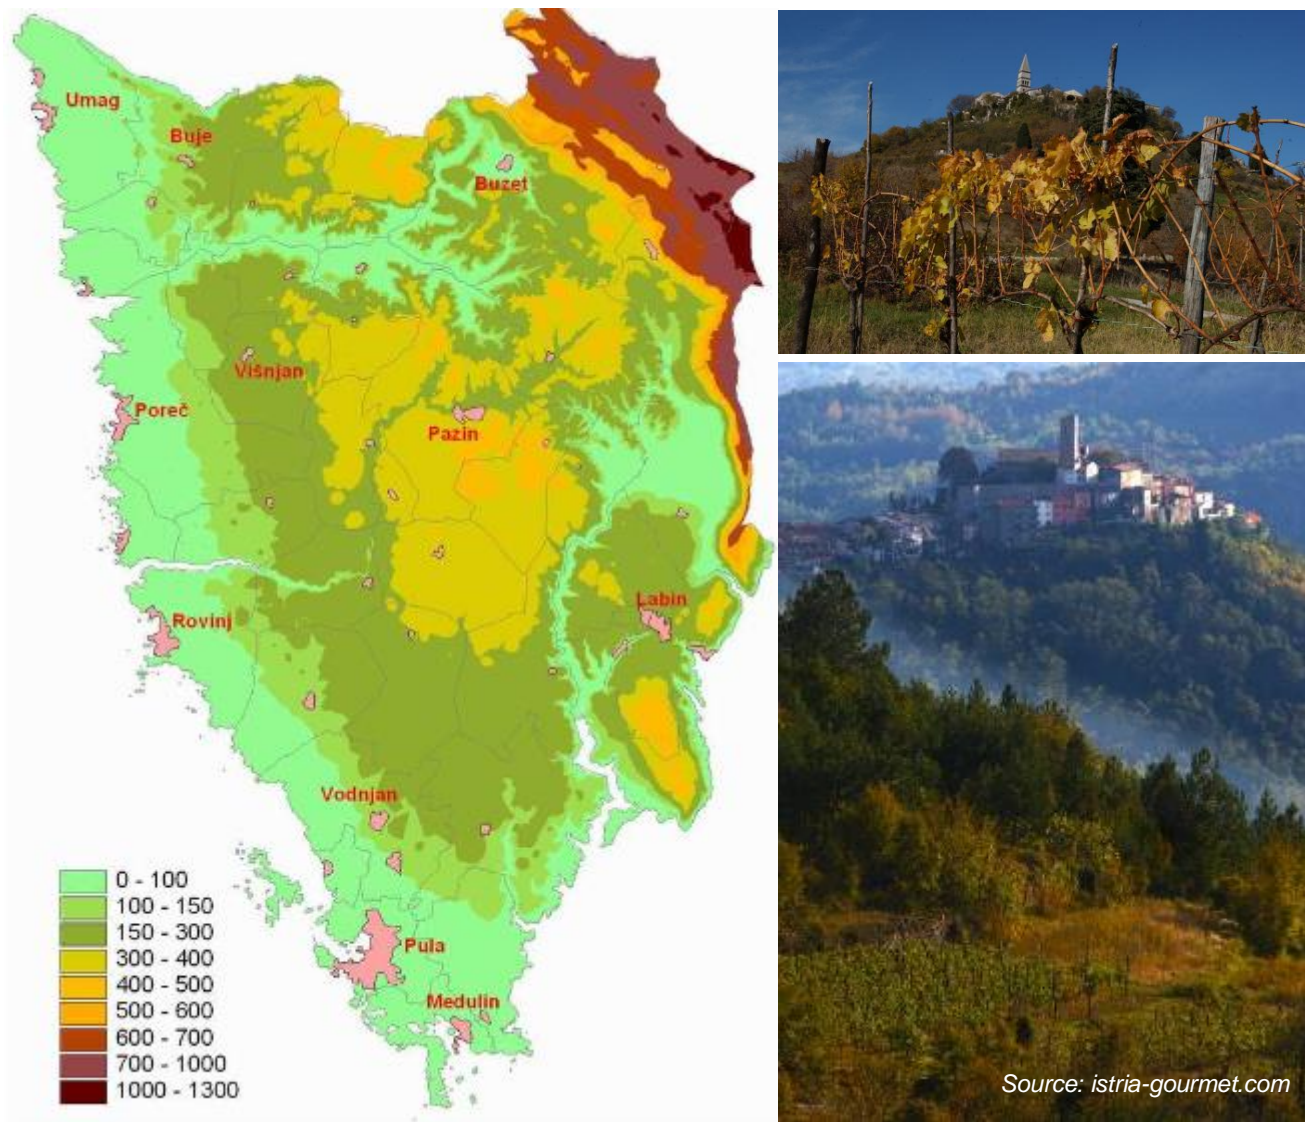 Umag
Buje
Buzet
Višnjan
Poreč
Pazin
Labin
Rovinj
Vodnjan
Pula
Medulin
0 - 100
100 - 150
150 - 300
300 - 400
400 - 500
500 - 600
600 - 700
700 - 1000
1000 - 1300
Source: istria-gourmet.com